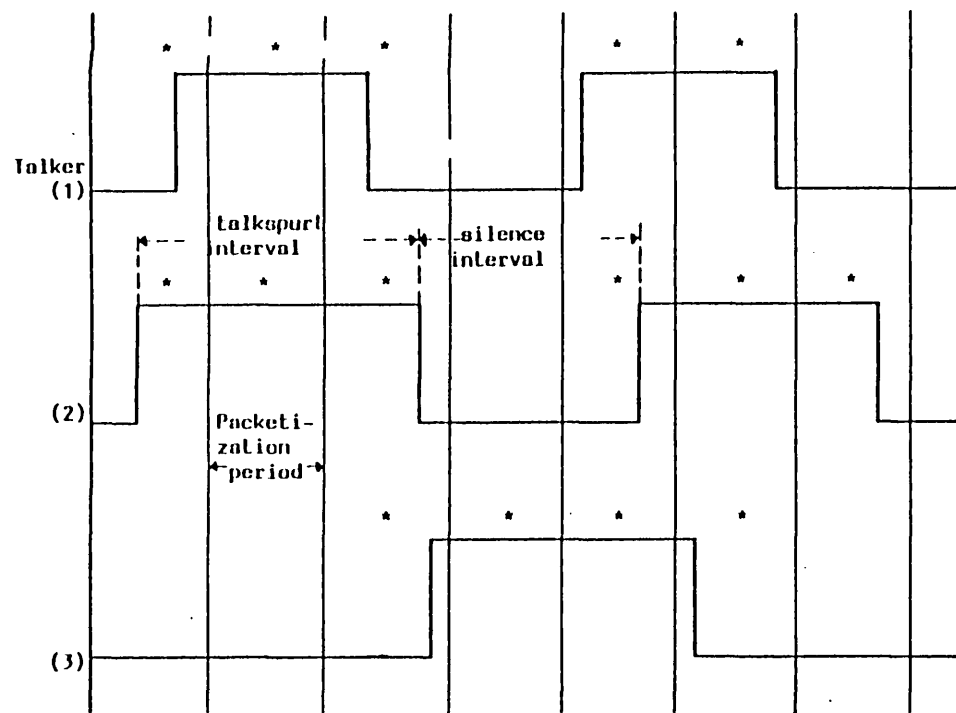 * * * * *
Talker
(1)
talkspurt
interval
silence
interval
* * * * * *
(2)
Packeti-
zation
period
* * * *
(3)